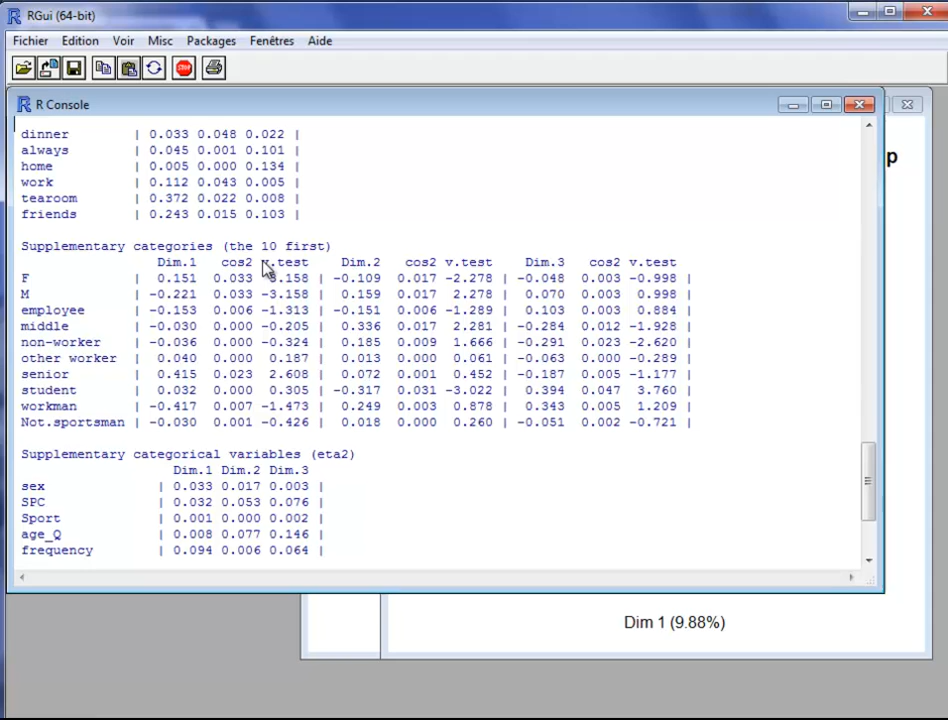 RGui (64-bit)
Fichier Edition Voir Misc Packages Fenêtres Aide
STOP
R Console
dinner | 0.033 0.048 0.022 |
always | 0.045 0.001 0.101 |
home | 0.005 0.000 0.134 |
work | 0.112 0.043 0.005 |
tearoom | 0.372 0.022 0.008 |
friends | 0.243 0.015 0.103 |
p
Supplementary categories (the 10 first)
Dim.1 cos2 v.test Dim.2 cos2 v.test Dim.3 cos2 v.test
F | 0.151 0.033 3.158 | -0.109 0.017 -2.278 | -0.048 0.003 -0.998 |
M | -0.221 0.033 -3.158 | 0.159 0.017 2.278 | 0.070 0.003 0.998 |
employee | -0.153 0.006 -1.313 | -0.151 0.006 -1.289 | 0.103 0.003 0.884 |
middle | -0.030 0.000 -0.205 | 0.336 0.017 2.281 | -0.284 0.012 -1.928 |
non-worker | -0.036 0.000 -0.324 | 0.185 0.009 1.666 | -0.291 0.023 -2.620 |
other worker | 0.040 0.000 0.187 | 0.013 0.000 0.061 | -0.063 0.000 -0.289 |
senior | 0.415 0.023 2.608 | 0.072 0.001 0.452 | -0.187 0.005 -1.177 |
student | 0.032 0.000 0.305 | -0.317 0.031 -3.022 | 0.394 0.047 3.760 |
workman | -0.417 0.007 -1.473 | 0.249 0.003 0.878 | 0.343 0.005 1.209 |
Not.sportsman | -0.030 0.001 -0.426 | 0.018 0.000 0.260 | -0.051 0.002 -0.721 |
Supplementary categorical variables (eta2)
Dim.1 Dim.2 Dim.3
sex | 0.033 0.017 0.003 |
SPC | 0.032 0.053 0.076 |
Sport | 0.001 0.000 0.002 |
age_Q | 0.008 0.077 0.146 |
frequency | 0.094 0.006 0.064 |
Dim 1 (9.88%)